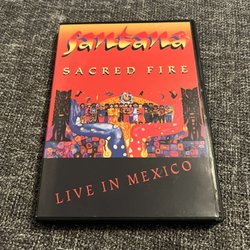 Santana
SACRED FIRE
LIVE IN MEXICO